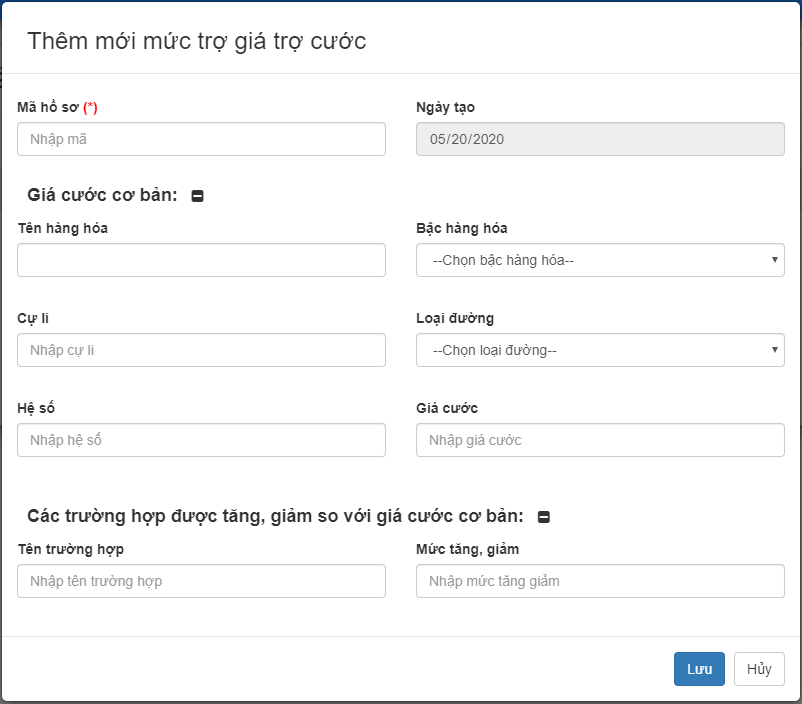 Thêm mới mức trợ giá trợ cước
Mã hồ sơ (*)
Ngày tạo
Nhập mã
05/20/2020
Giá cước cơ bản:
Tên hàng hóa
Bậc hàng hóa
--Chọn bậc hàng hóa--
Cự li
Loại đường
Nhập cự li
--Chọn loại đường--
Hệ số
Giá cước
Nhập hệ số
Nhập giá cước
Các trường hợp được tăng, giảm so với giá cước cơ bản:
Tên trường hợp
Mức tăng, giảm
Nhập tên trường hợp
Nhập mức tăng giảm
Lưu
Hủy